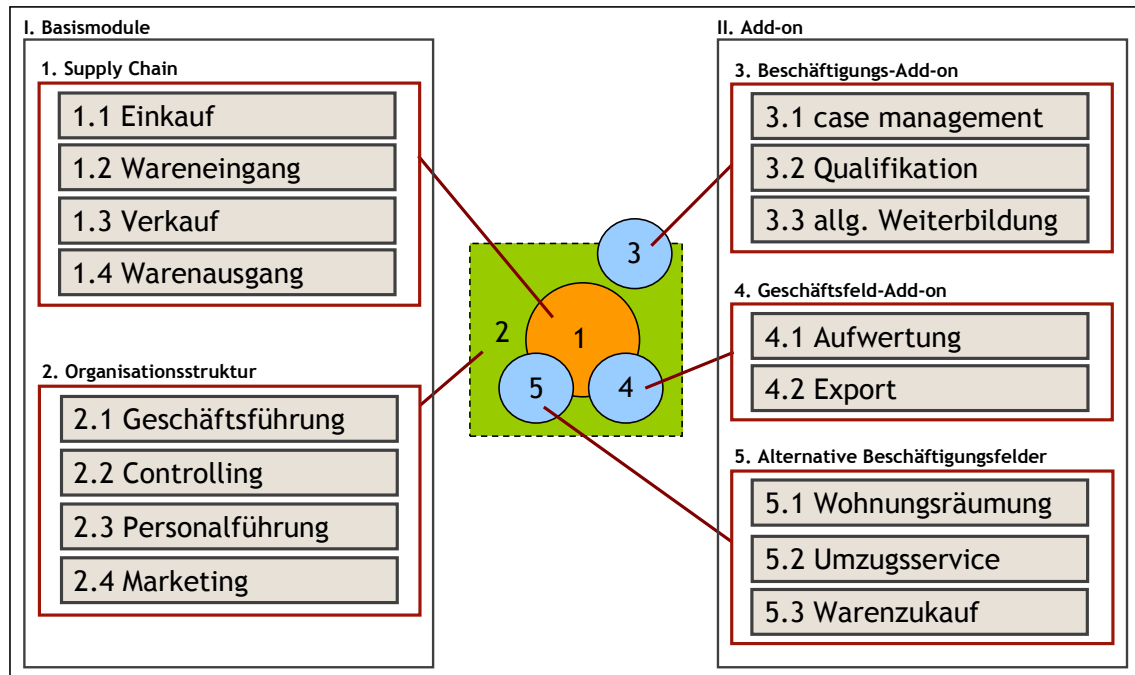 I. Basismodule
1. Supply Chain
1.1 Einkauf
1.2 Wareneingang
1.3 Verkauf
1.4 Warenausgang
2. Organisationsstruktur
2.1 Geschäftsführung
2.2 Controlling
2.3 Personalführung
2.4 Marketing
3
2
1
5
4
II. Add-on
3. Beschäftigungs-Add-on
3.1 case management
3.2 Qualifikation
3.3 allg. Weiterbildung
4. Geschäftsfeld-Add-on
4.1 Aufwertung
4.2 Export
5. Alternative Beschäftigungsfelder
5.1 Wohnungsräumung
5.2 Umzugsservice
5.3 Warenzukauf